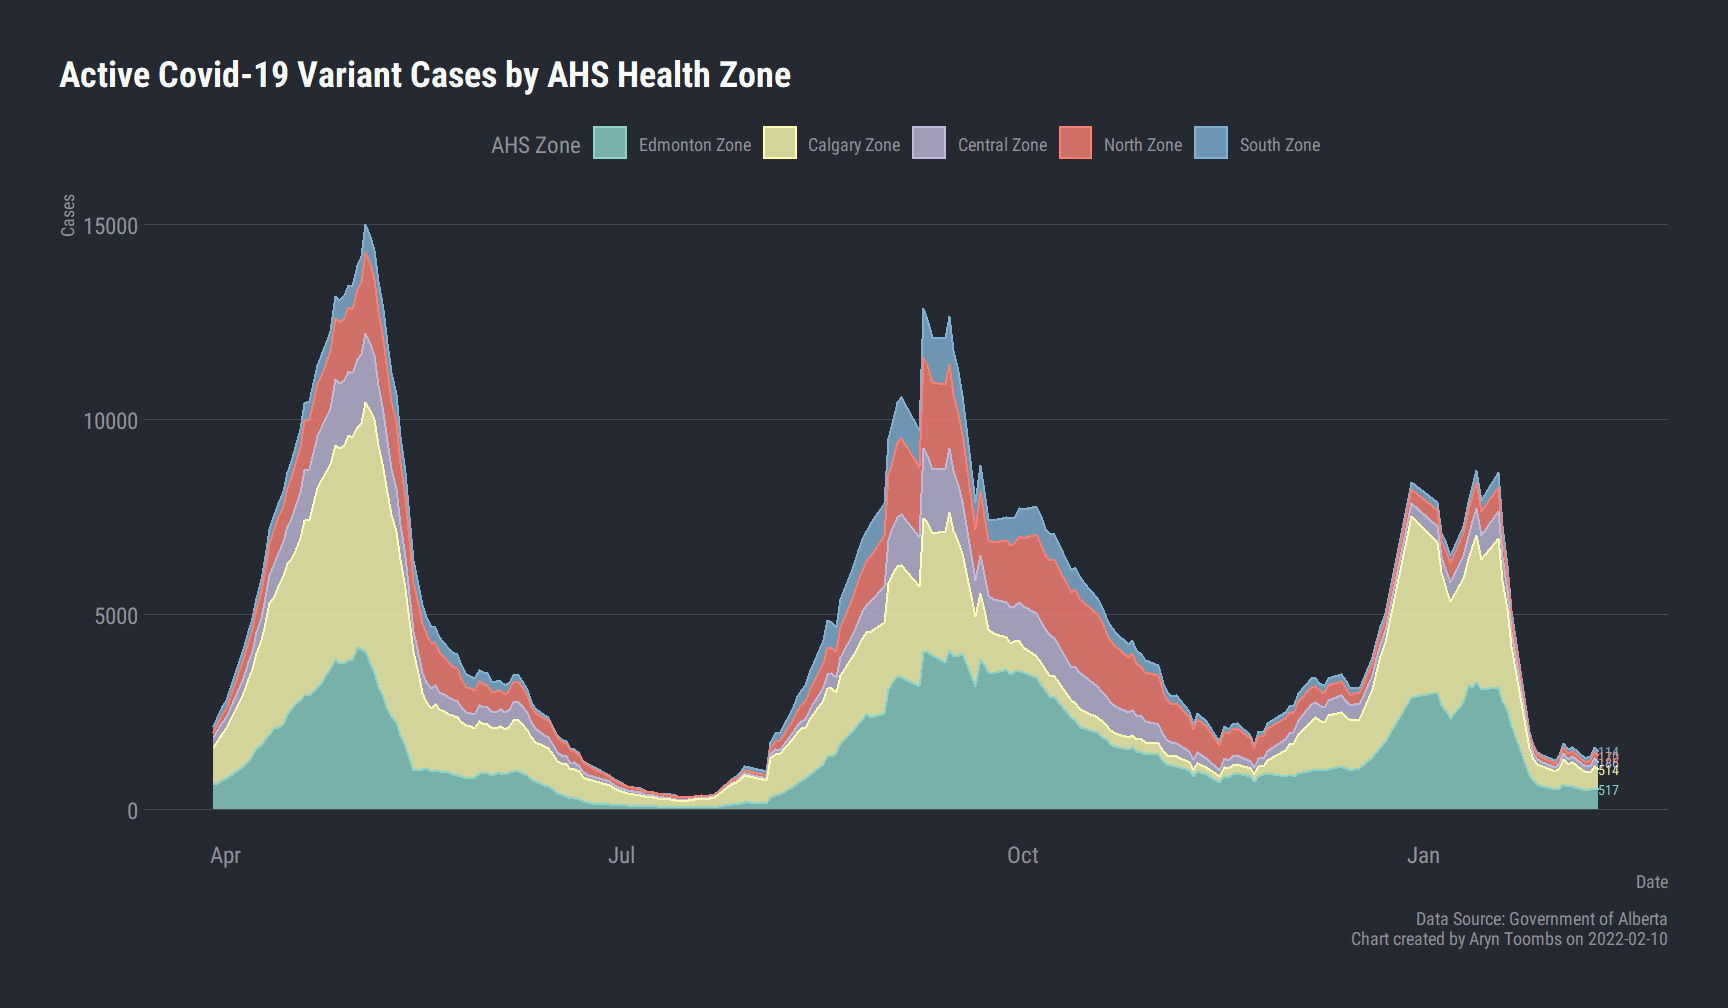 Active Covid-19 Variant Cases by AHS Health Zone
AHS Zone Edmonton Zone Calgary Zone Central Zone North Zone South Zone
Cases
15000
10000
5000
0
114
514
517
Apr Jul Oct Jan
Date
Data Source: Government of Alberta
Chart created by Aryn Toombs on 2022-02-10